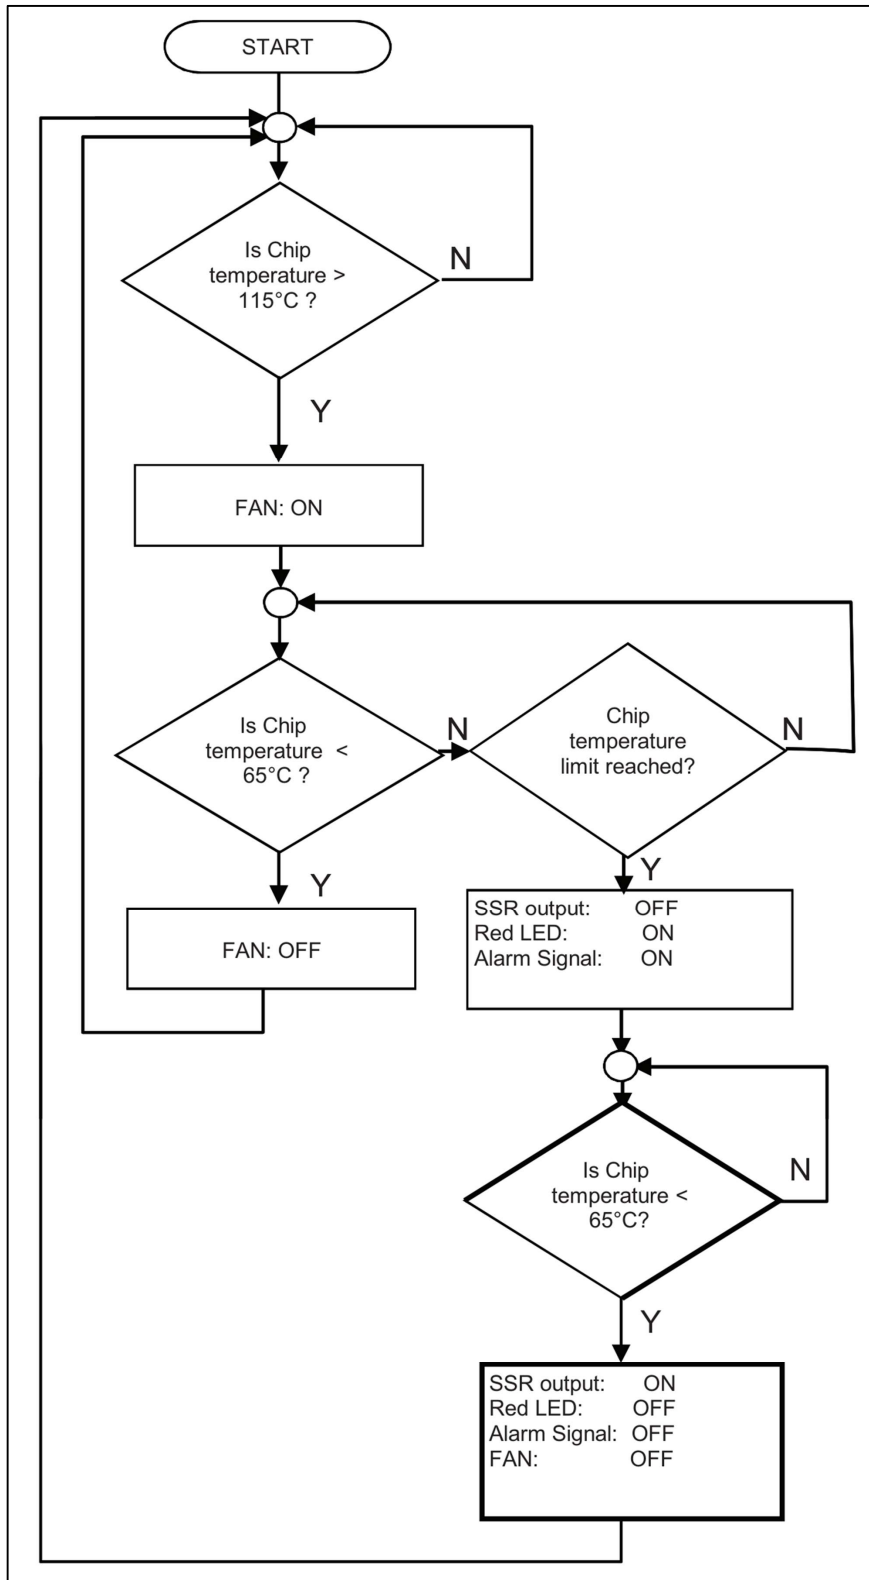 START
Is Chip
temperature >
115°C ?
N
Y
FAN: ON
Is Chip
temperature <
65°C ?
N
Chip
temperature
limit reached?
N
Y
Y
FAN: OFF
SSR output: OFF
Red LED: ON
Alarm Signal: ON
Is Chip
temperature <
65°C?
N
Y
SSR output: ON
Red LED: OFF
Alarm Signal: OFF
FAN: OFF